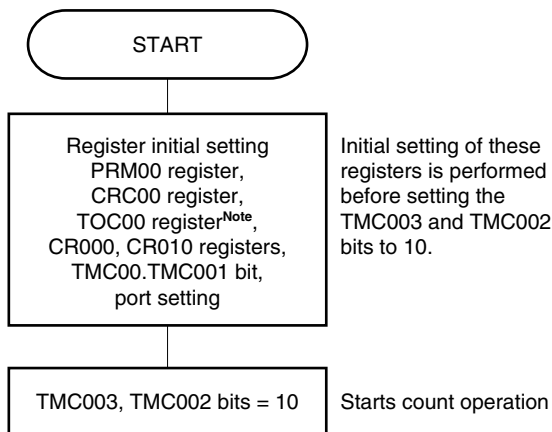 START
Register initial setting
PRM00 register,
CRC00 register,
TOC00 registerNote,
CR000, CR010 registers,
TMC00.TMC001 bit,
port setting
Initial setting of these
registers is performed
before setting the
TMC003 and TMC002
bits to 10.
TMC003, TMC002 bits = 10
Starts count operation